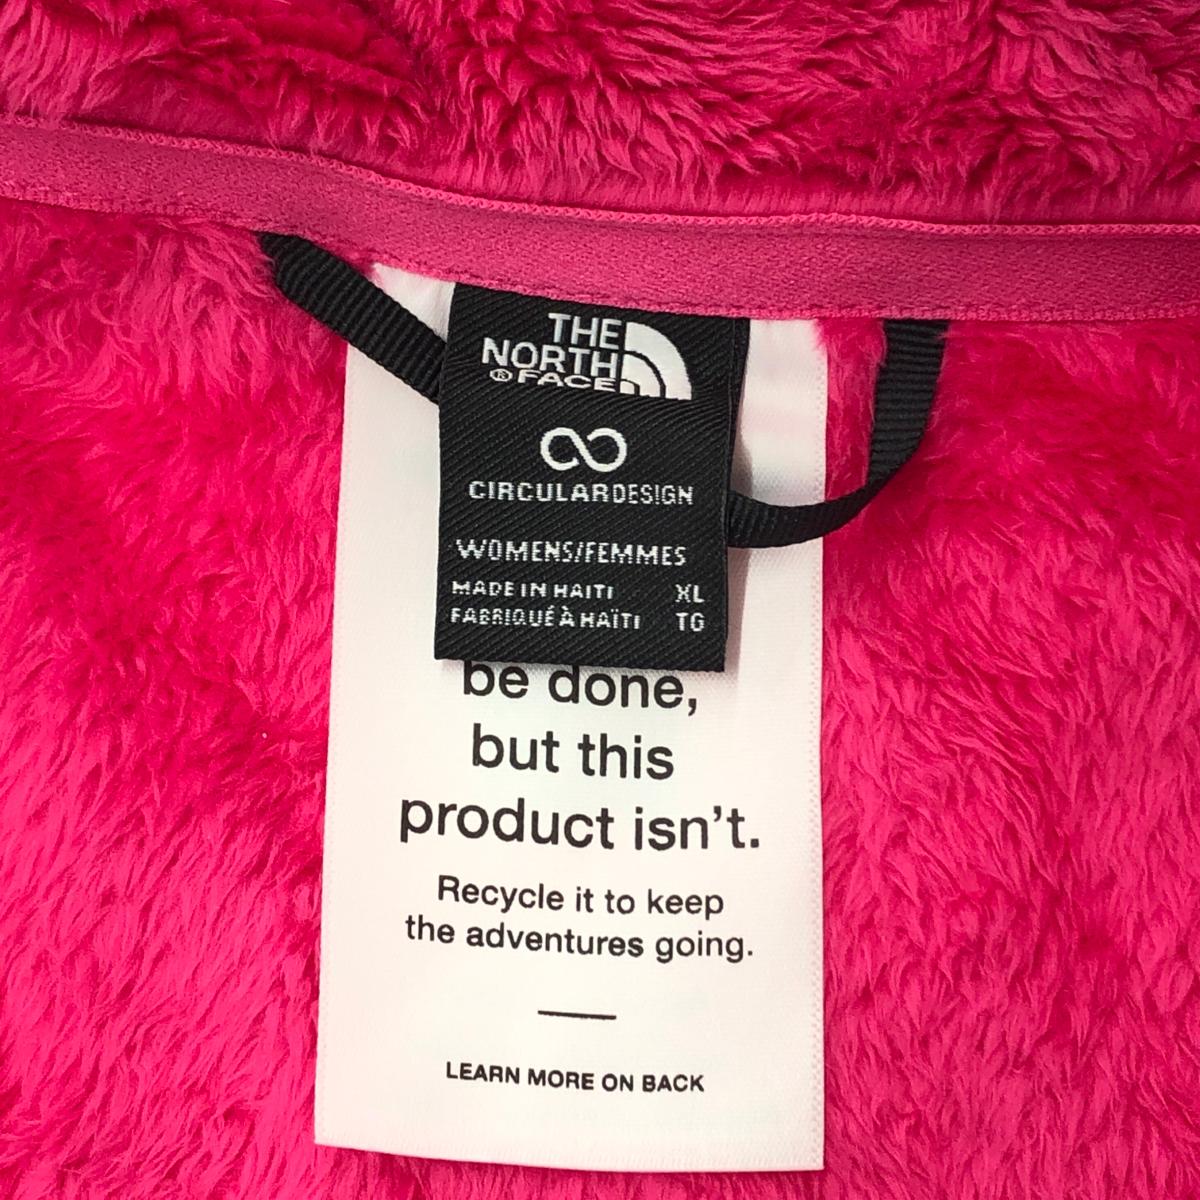 THE
NORTH
® FACE
CIRCULARDESIGN
WOMENS/FEMMES
MADE IN HAITI XL
FABRIQUÉ À HAÏTI TG
be done,
but this
product isn't.
Recycle it to keep
the adventures going.
LEARN MORE ON BACK